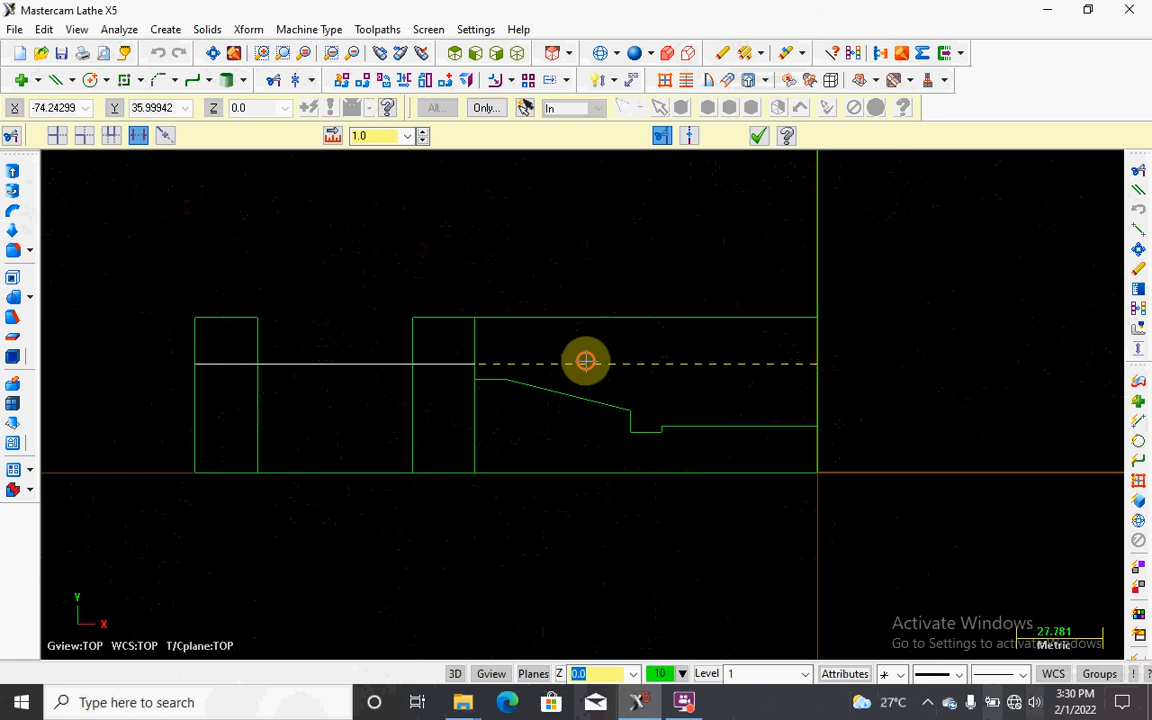 Mastercam Lathe X5
File Edit View Analyze Create Solids Xform Machine Type Toolpaths Screen Settings Help
X -74.24299 Y 35.99942 Z 0.0 All... Only... In
1.0
Y
X
Gview:TOP WCS:TOP T/Cplane:TOP
Activate Windows
Go to Settings to activate Windows.
27.781
Metric
3D Gview Planes Z 0.0 10 Level 1 Attributes WCS Groups ! ?
Type here to search
27°C
3:30 PM
2/1/2022